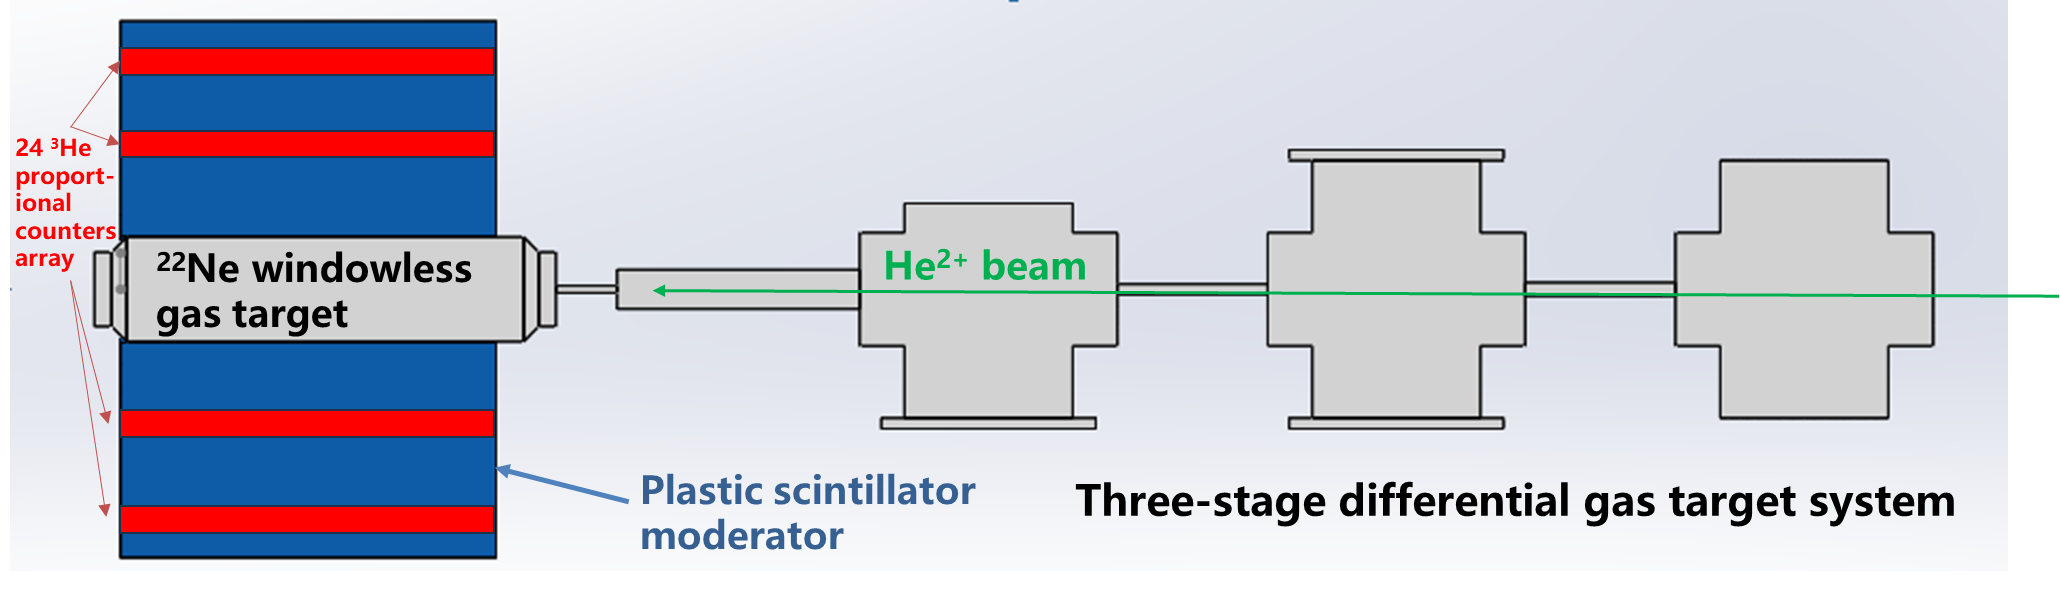 24 ³He
proport-
ional
counters
array
²²Ne windowless
gas target
He²⁺ beam
Plastic scintillator
moderator
Three-stage differential gas target system